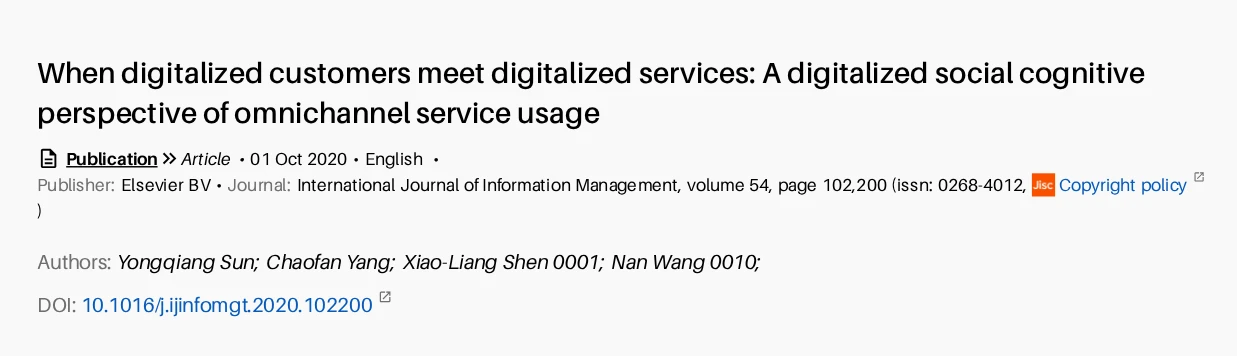 When digitalized customers meet digitalized services: A digitalized social cognitive
perspective of omnichannel service usage
Publication Article • 01 Oct 2020 • English •
Publisher: Elsevier BV • Journal: International Journal of Information Management, volume 54, page 102,200 (issn: 0268-4012, Jisc Copyright policy
)
Authors: Yongqiang Sun; Chaofan Yang; Xiao-Liang Shen 0001; Nan Wang 0010;
DOI: 10.1016/j.ijinfomgt.2020.102200